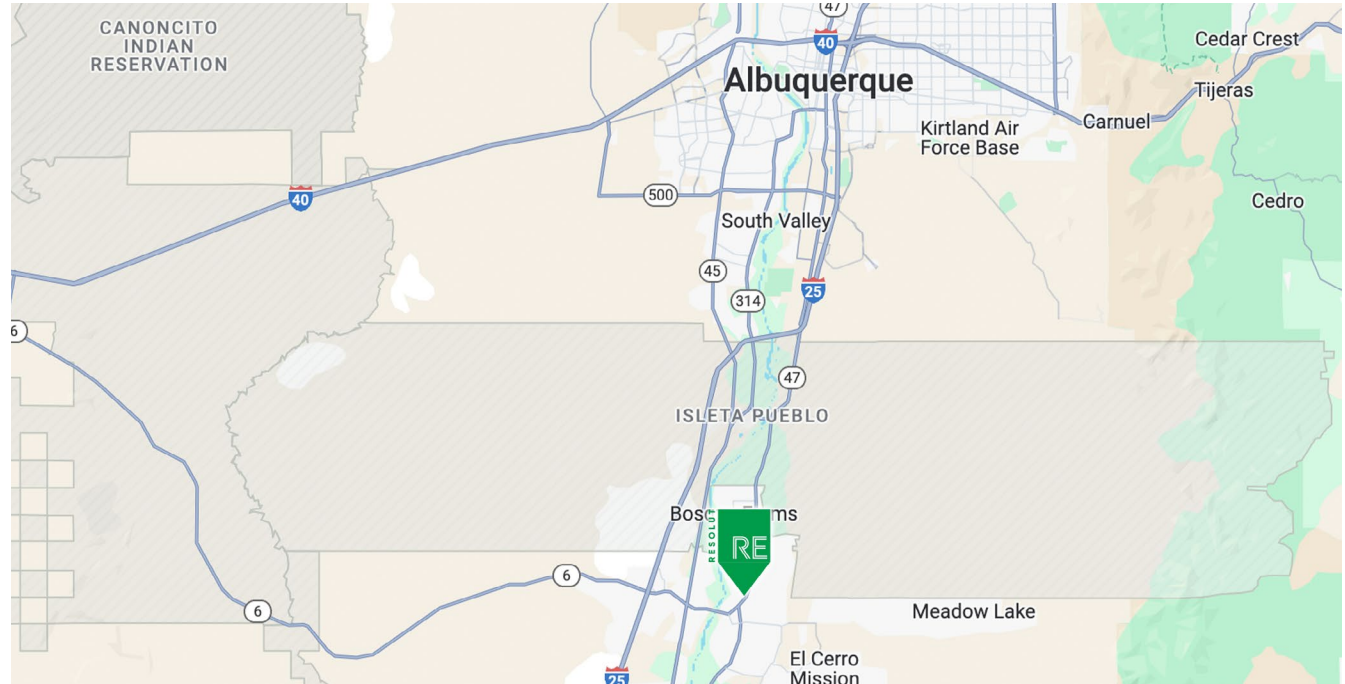 47
CANONCITO
INDIAN
RESERVATION
40
Cedar Crest
Albuquerque
Tijeras
Carnuel
Kirtland Air
Force Base
40
500
Cedro
South Valley
45
25
314
6
47
ISLETA PUEBLO
RESOLUT
RE
6
6
Meadow Lake
El Cerro
Mission
25